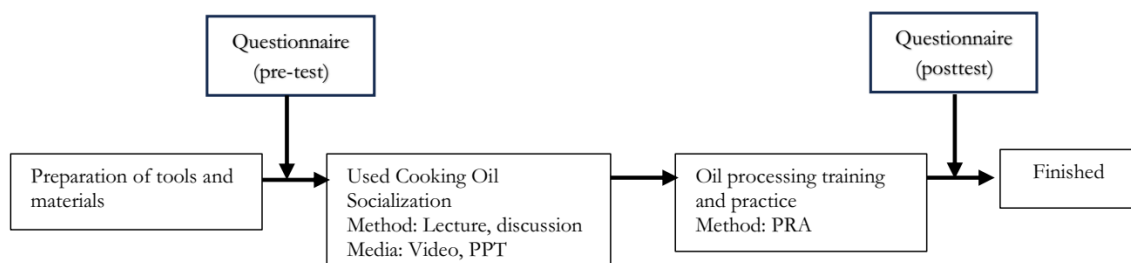 Questionnaire
(pre-test)
Questionnaire
(posttest)
Preparation of tools and
materials
Used Cooking Oil
Socialization
Method: Lecture, discussion
Media: Video, PPT
Oil processing training
and practice
Method: PRA
Finished